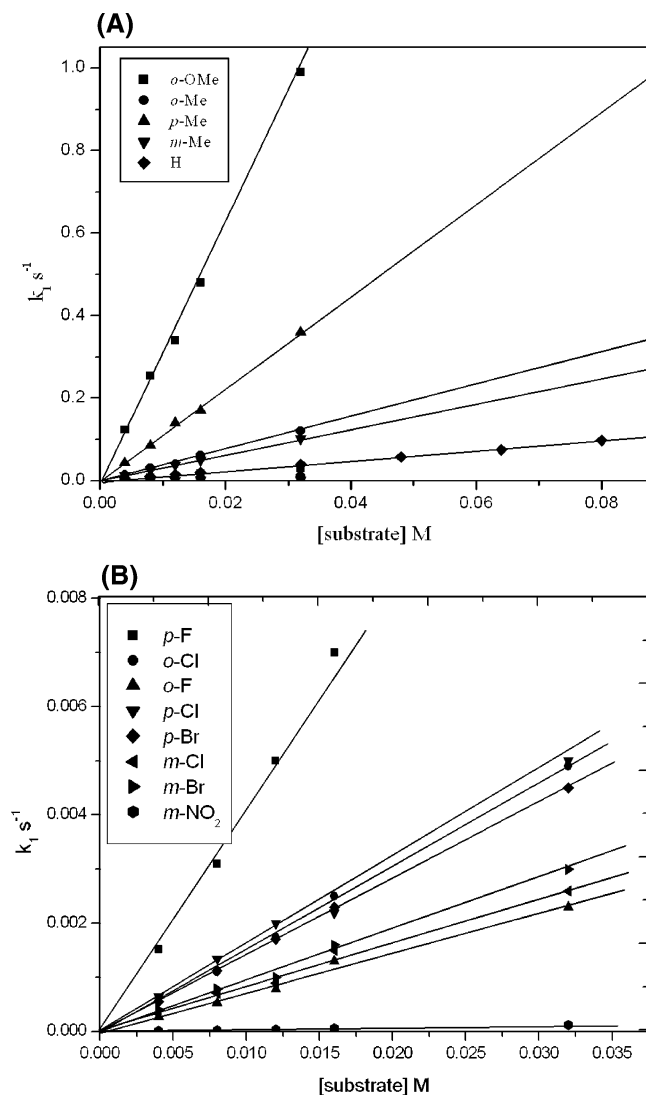 (A)
1.0
0.8
0.6
0.4
0.2
0.0
k₁ s⁻¹
o-OMe
o-Me
p-Me
m-Me
H
0.00 0.02 0.04 0.06 0.08
[substrate] M
(B)
0.008
0.006
0.004
0.002
0.000
k₁ s⁻¹
p-F
o-Cl
o-F
p-Cl
p-Br
m-Cl
m-Br
m-NO₂
0.000 0.005 0.010 0.015 0.020 0.025 0.030 0.035
[substrate] M